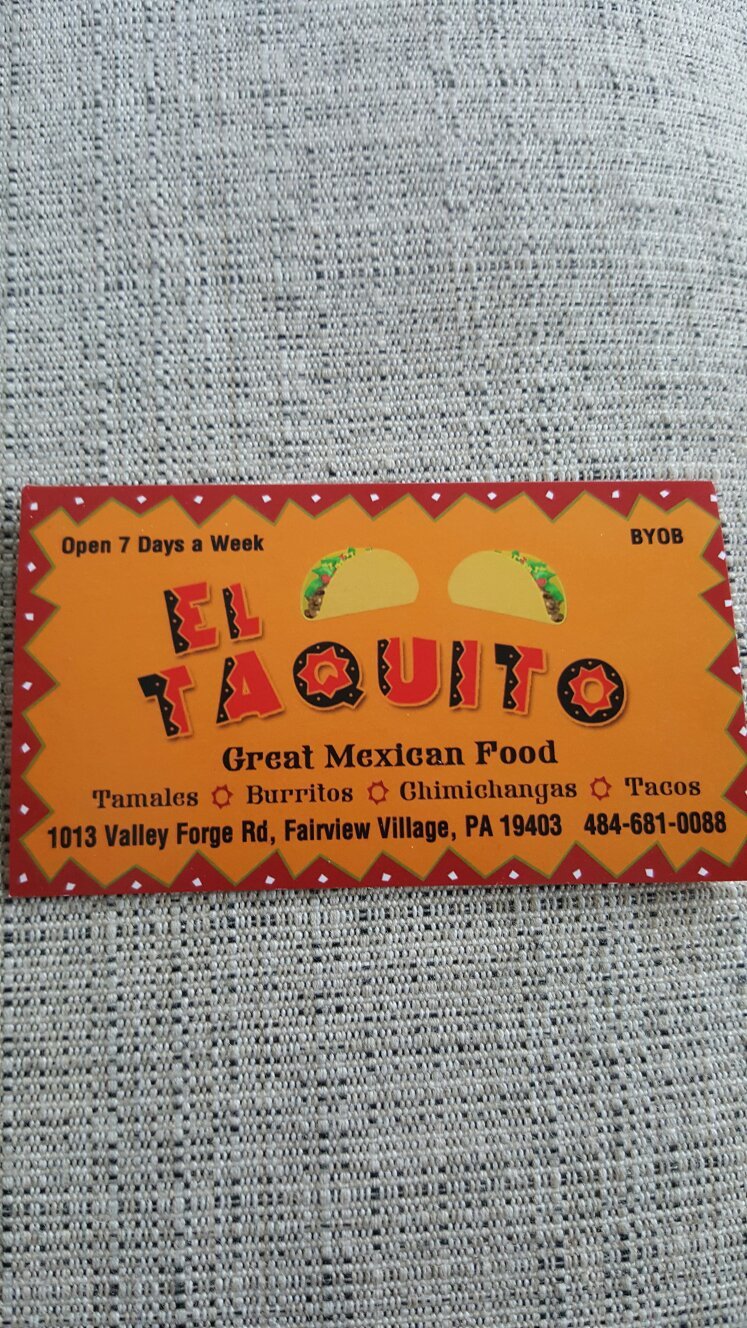 Open 7 Days a Week
BYOB
EL
TAQUITO
Great Mexican Food
Tamales Burritos Chimichangas Tacos
1013 Valley Forge Rd, Fairview Village, PA 19403 484-681-0088